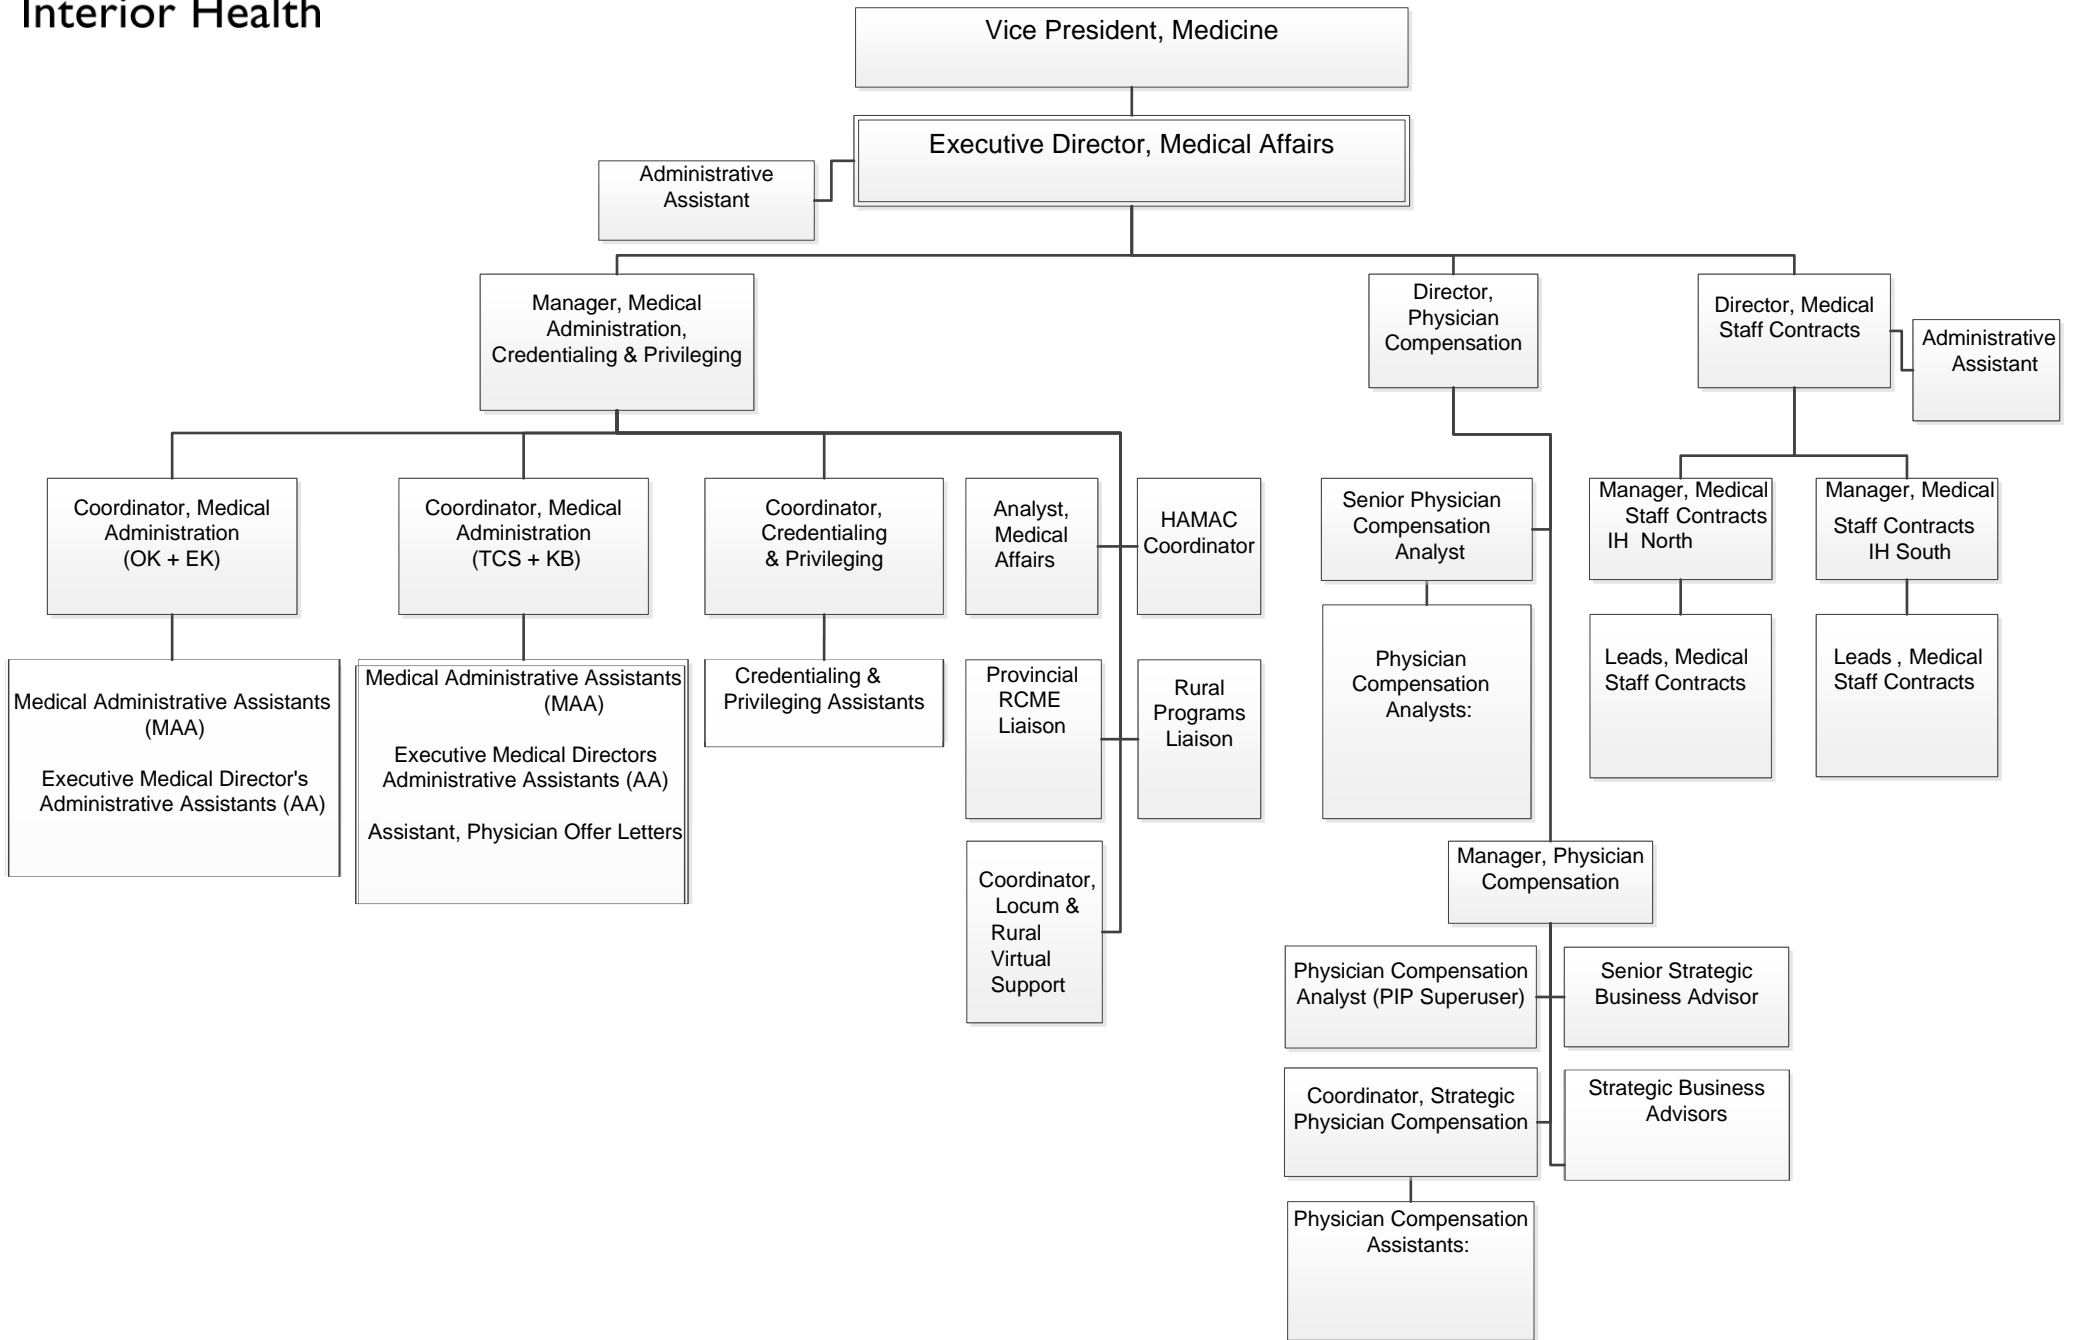 Interior Health
Vice President, Medicine
Executive Director, Medical Affairs
Administrative
Assistant
Manager, Medical
Administration,
Credentialing & Privileging
Director,
Physician
Compensation
Director, Medical
Staff Contracts
Administrative
Assistant
Coordinator, Medical
Administration
(OK + EK)
Coordinator, Medical
Administration
(TCS + KB)
Coordinator,
Credentialing
& Privileging
Analyst,
Medical
Affairs
HAMAC
Coordinator
Senior Physician
Compensation
Analyst
Manager, Medical
Staff Contracts
IH  North
Manager, Medical
Staff Contracts
IH South
Medical Administrative Assistants
(MAA)
Executive Medical Director's
Administrative Assistants (AA)
Medical Administrative Assistants
(MAA)
Executive Medical Directors
Administrative Assistants (AA)
Assistant, Physician Offer Letters
Credentialing &
Privileging Assistants
Provincial
RCME
Liaison
Rural
Programs
Liaison
Physician
Compensation
Analysts:
Leads, Medical
Staff Contracts
Leads , Medical
Staff Contracts
Coordinator,
Locum &
Rural
Virtual
Support
Manager, Physician
Compensation
Physician Compensation
Analyst (PIP Superuser)
Senior Strategic
Business Advisor
Coordinator, Strategic
Physician Compensation
Strategic Business
Advisors
Physician Compensation
Assistants: